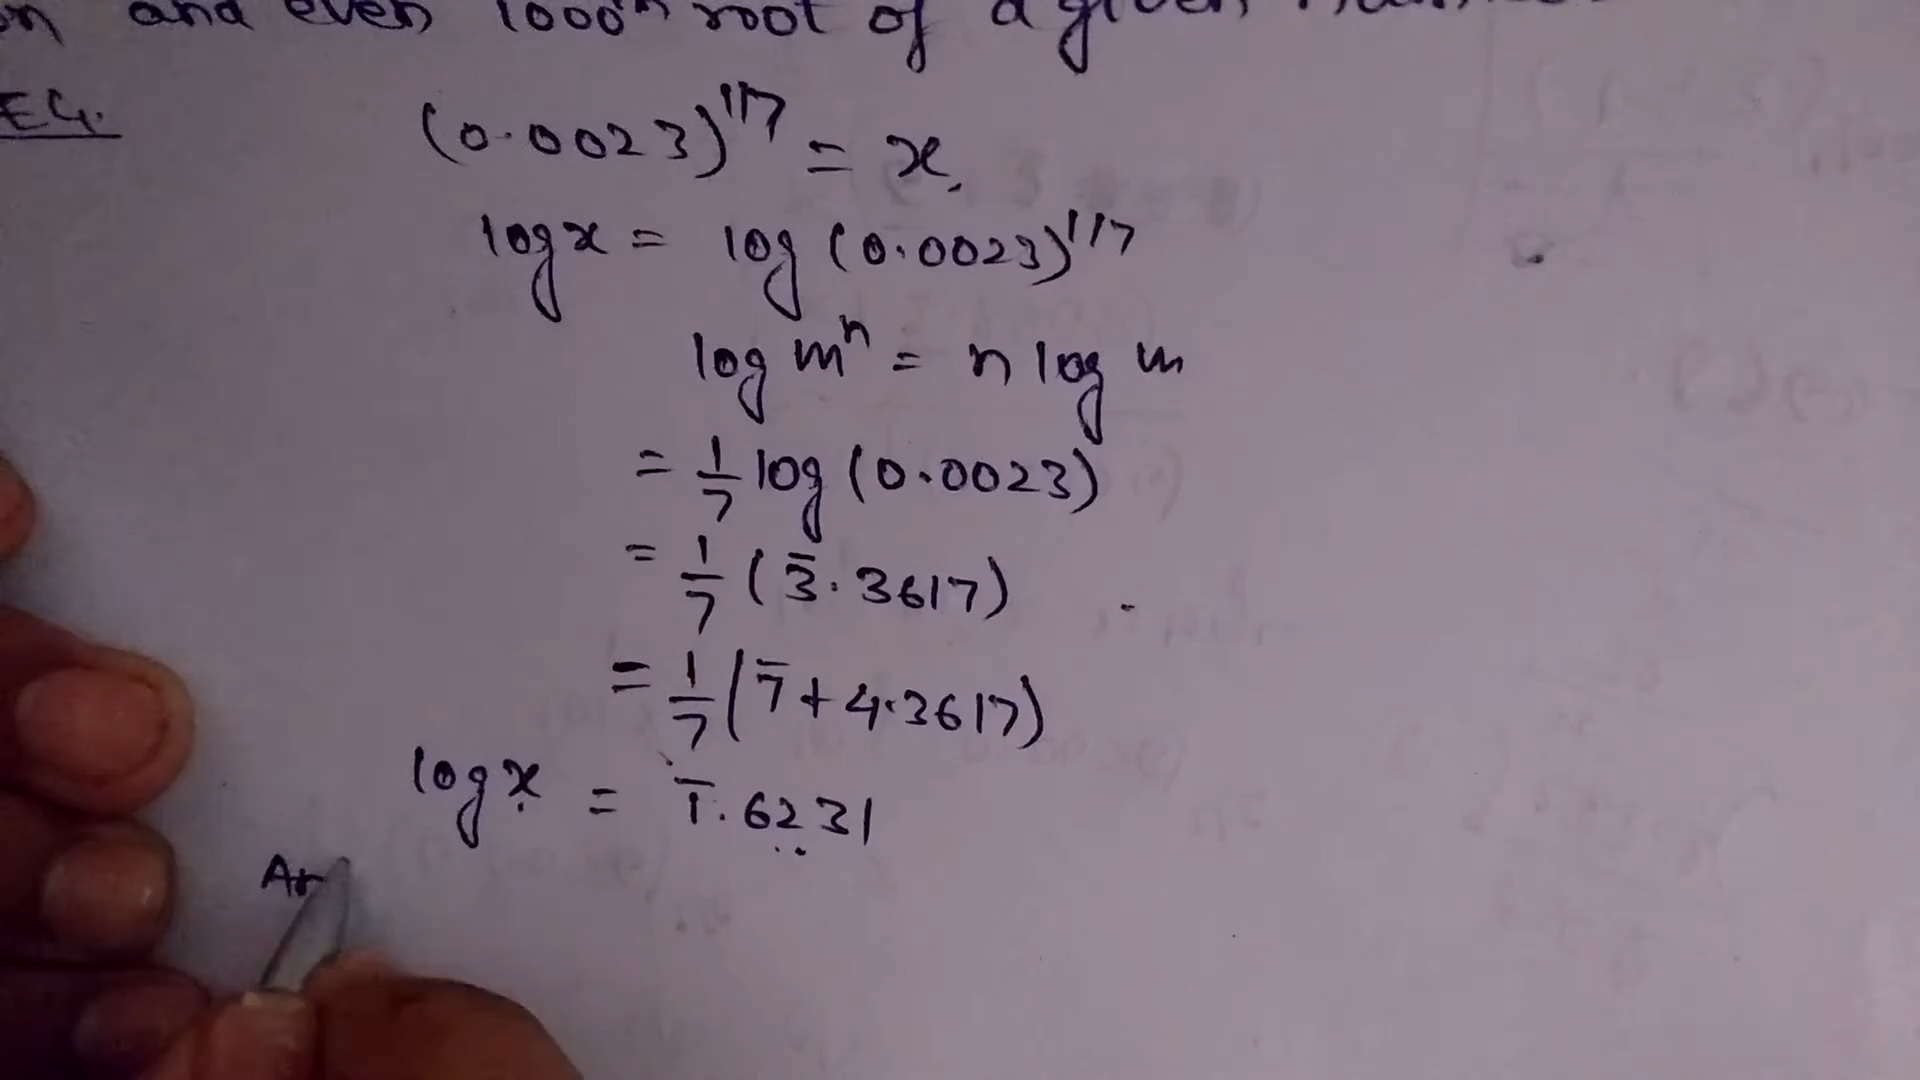 and even 1000th root of a given
EG.
(0.0023)^1/7 = x.
log x = log (0.0023)^1/7
log m^n = n log m
= 1/7 log (0.0023)
= 1/7 (3̄.3617)
= 1/7 (7̄ + 4.3617)
log x = 1̄.6231